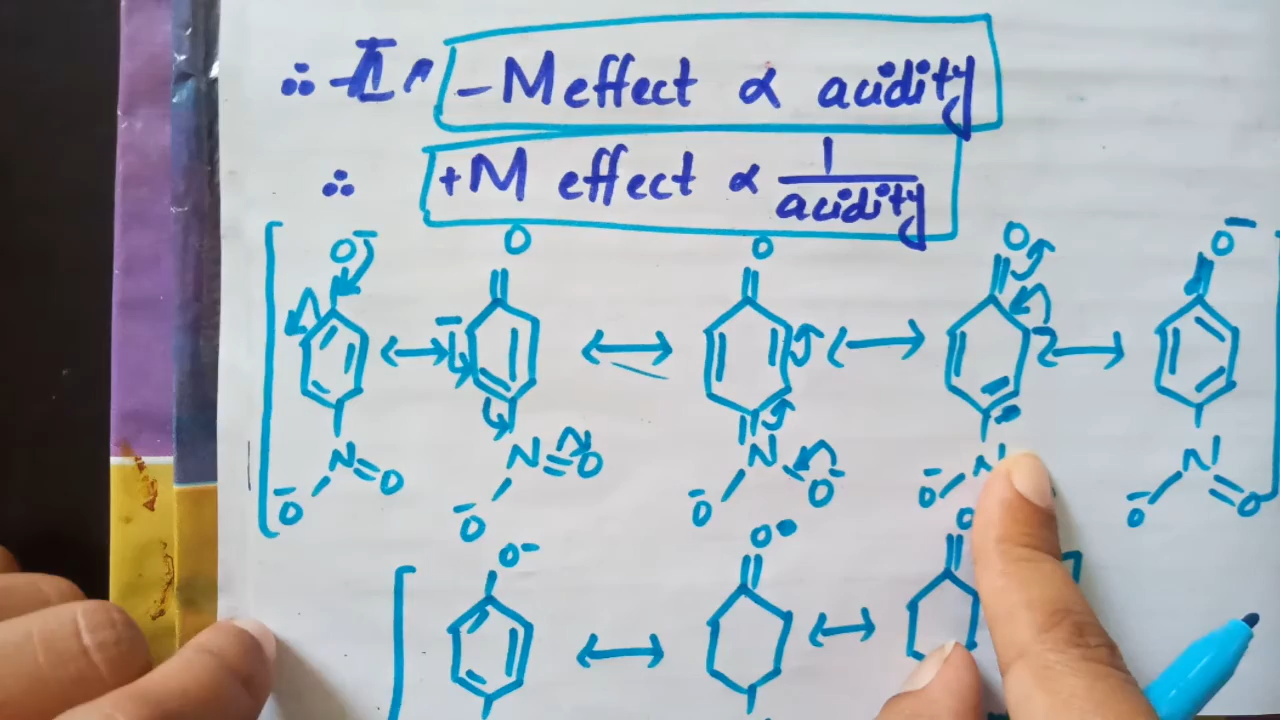 ∴ -I - M effect ∝ acidity
∴ +M effect ∝ 1/acidity
O⁻ O O O O⁻
N=O N=O N N N=O
O⁻ O⁻ O⁻ O⁻ O⁻ O⁻
O⁻ O O